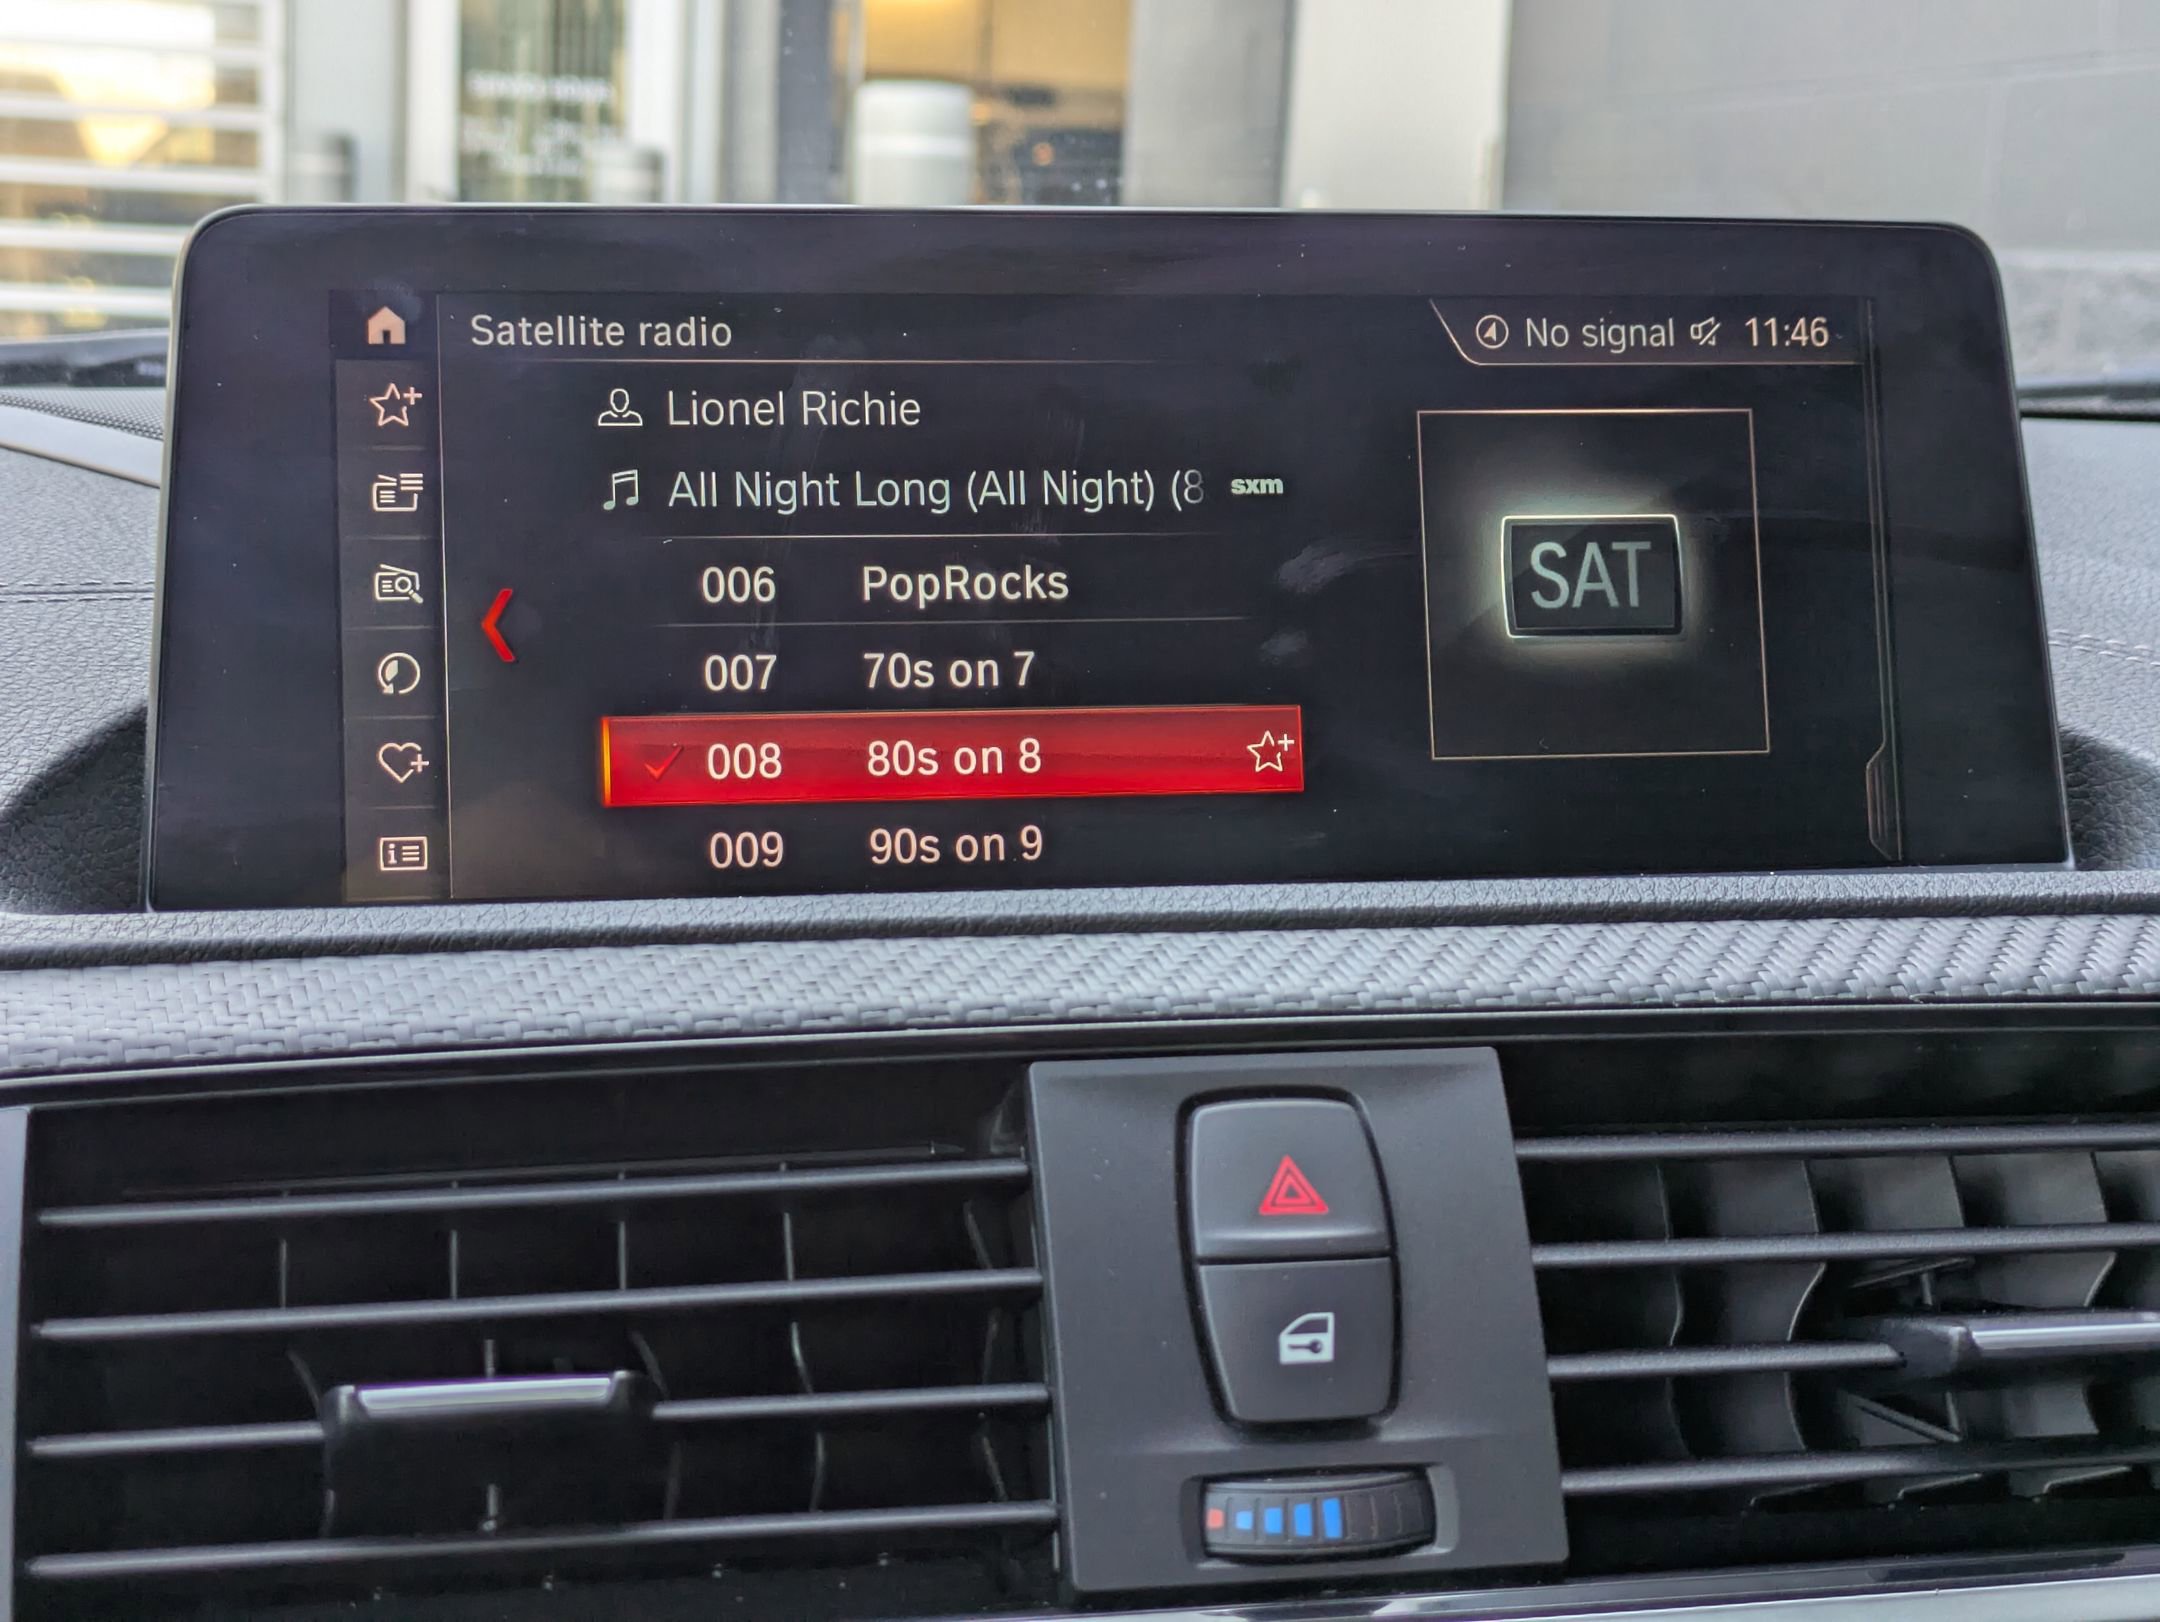 Satellite radio
No signal 11:46
Lionel Richie
All Night Long (All Night) (8 sxm
006 PopRocks
007 70s on 7
SAT
008 80s on 8
009 90s on 9